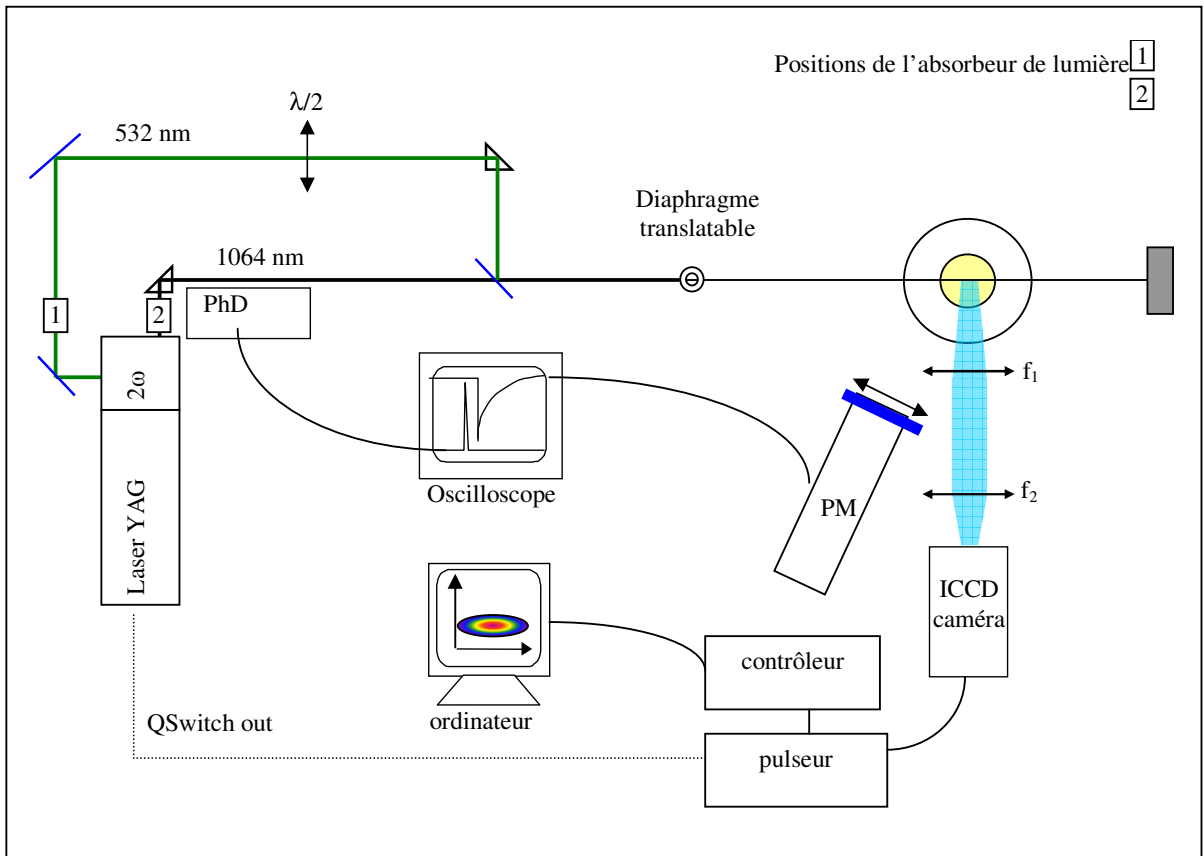 Positions de l'absorbeur de lumière 1
2
λ/2
532 nm
Diaphragme
translatable
1064 nm
1
2
PhD
2ω
f1
Laser YAG
Oscilloscope
PM
f2
ICCD
caméra
contrôleur
ordinateur
QSwitch out
pulseur